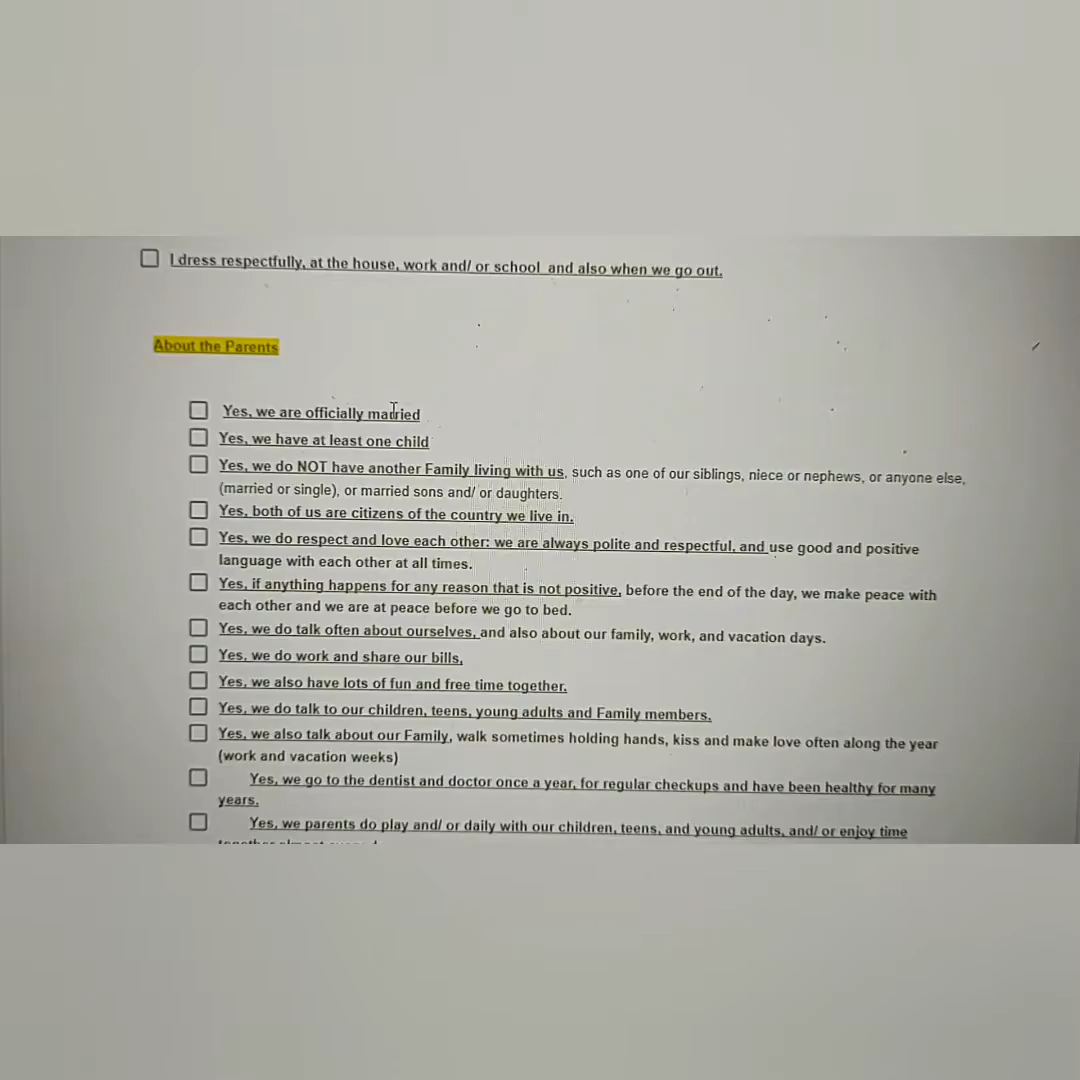 I dress respectfully, at the house, work and/ or school and also when we go out.
About the Parents
Yes, we are officially married
Yes, we have at least one child
Yes, we do NOT have another Family living with us, such as one of our siblings, niece or nephews, or anyone else,
(married or single), or married sons and/ or daughters.
Yes, both of us are citizens of the country we live in.
Yes, we do respect and love each other: we are always polite and respectful, and use good and positive
language with each other at all times.
Yes, if anything happens for any reason that is not positive, before the end of the day, we make peace with
each other and we are at peace before we go to bed.
Yes, we do talk often about ourselves, and also about our family, work, and vacation days.
Yes, we do work and share our bills,
Yes, we also have lots of fun and free time together.
Yes, we do talk to our children, teens, young adults and Family members.
Yes, we also talk about our Family, walk sometimes holding hands, kiss and make love often along the year
(work and vacation weeks)
Yes, we go to the dentist and doctor once a year, for regular checkups and have been healthy for many
years.
Yes, we parents do play and/ or daily with our children, teens, and young adults, and/ or enjoy time
together almost